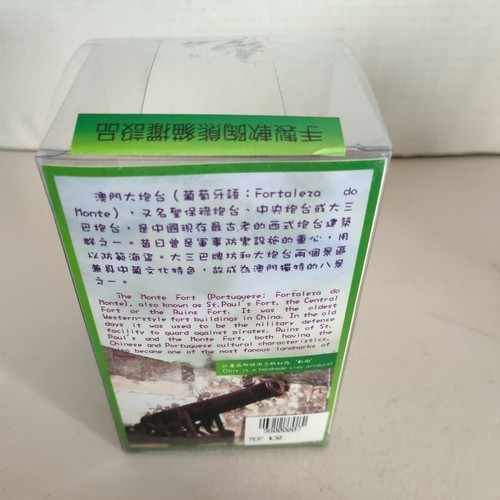 手製軟陶熊貓擺設品
澳門大炮台（葡萄牙語：Fortaleza do
Monte），又名聖保祿炮台、中央炮台或大三
巴炮台，是中國現存最古老的西式炮台建築
群之一。昔日曾是軍事防禦設施的重心，用
以防範海盜。大三巴牌坊和大炮台兩個景區
兼具中葡文化特色，故成為澳門獨特的八景
之一。
The Monte Fort (Portuguese: Fortaleza do
Monte), also known as St.Paul's Fort, the Central
Fort or the Ruins Fort. It was the oldest
Western-style fort buildings in China. In the old
days it was used to be the military defense
facility to guard against pirates. Ruins of St.
Paul's and the Monte Fort, both having the
Chinese and Portuguese cultural characteristics,
also became one of the most famous landmarks of
(This is a handmade clay product)
MOP ¥30